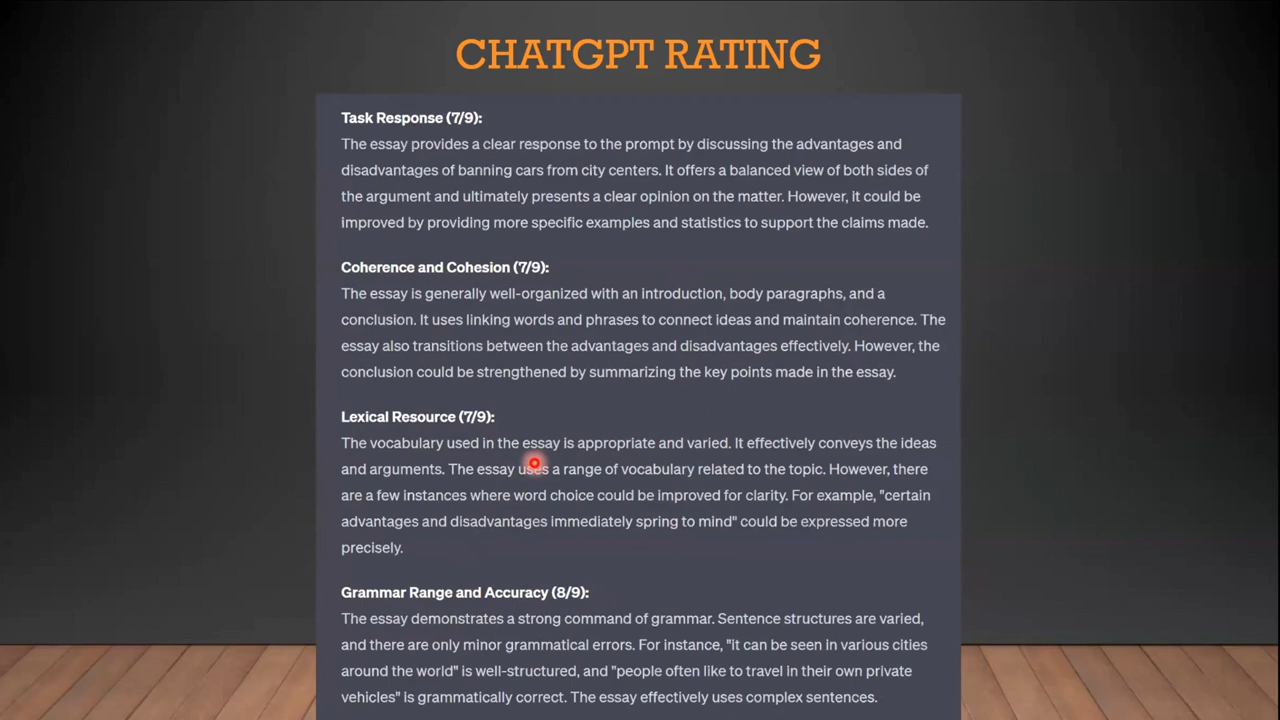 CHATGPT RATING
Task Response (7/9):
The essay provides a clear response to the prompt by discussing the advantages and
disadvantages of banning cars from city centers. It offers a balanced view of both sides of
the argument and ultimately presents a clear opinion on the matter. However, it could be
improved by providing more specific examples and statistics to support the claims made.
Coherence and Cohesion (7/9):
The essay is generally well-organized with an introduction, body paragraphs, and a
conclusion. It uses linking words and phrases to connect ideas and maintain coherence. The
essay also transitions between the advantages and disadvantages effectively. However, the
conclusion could be strengthened by summarizing the key points made in the essay.
Lexical Resource (7/9):
The vocabulary used in the essay is appropriate and varied. It effectively conveys the ideas
and arguments. The essay uses a range of vocabulary related to the topic. However, there
are a few instances where word choice could be improved for clarity. For example, "certain
advantages and disadvantages immediately spring to mind" could be expressed more
precisely.
Grammar Range and Accuracy (8/9):
The essay demonstrates a strong command of grammar. Sentence structures are varied,
and there are only minor grammatical errors. For instance, "it can be seen in various cities
around the world" is well-structured, and "people often like to travel in their own private
vehicles" is grammatically correct. The essay effectively uses complex sentences.